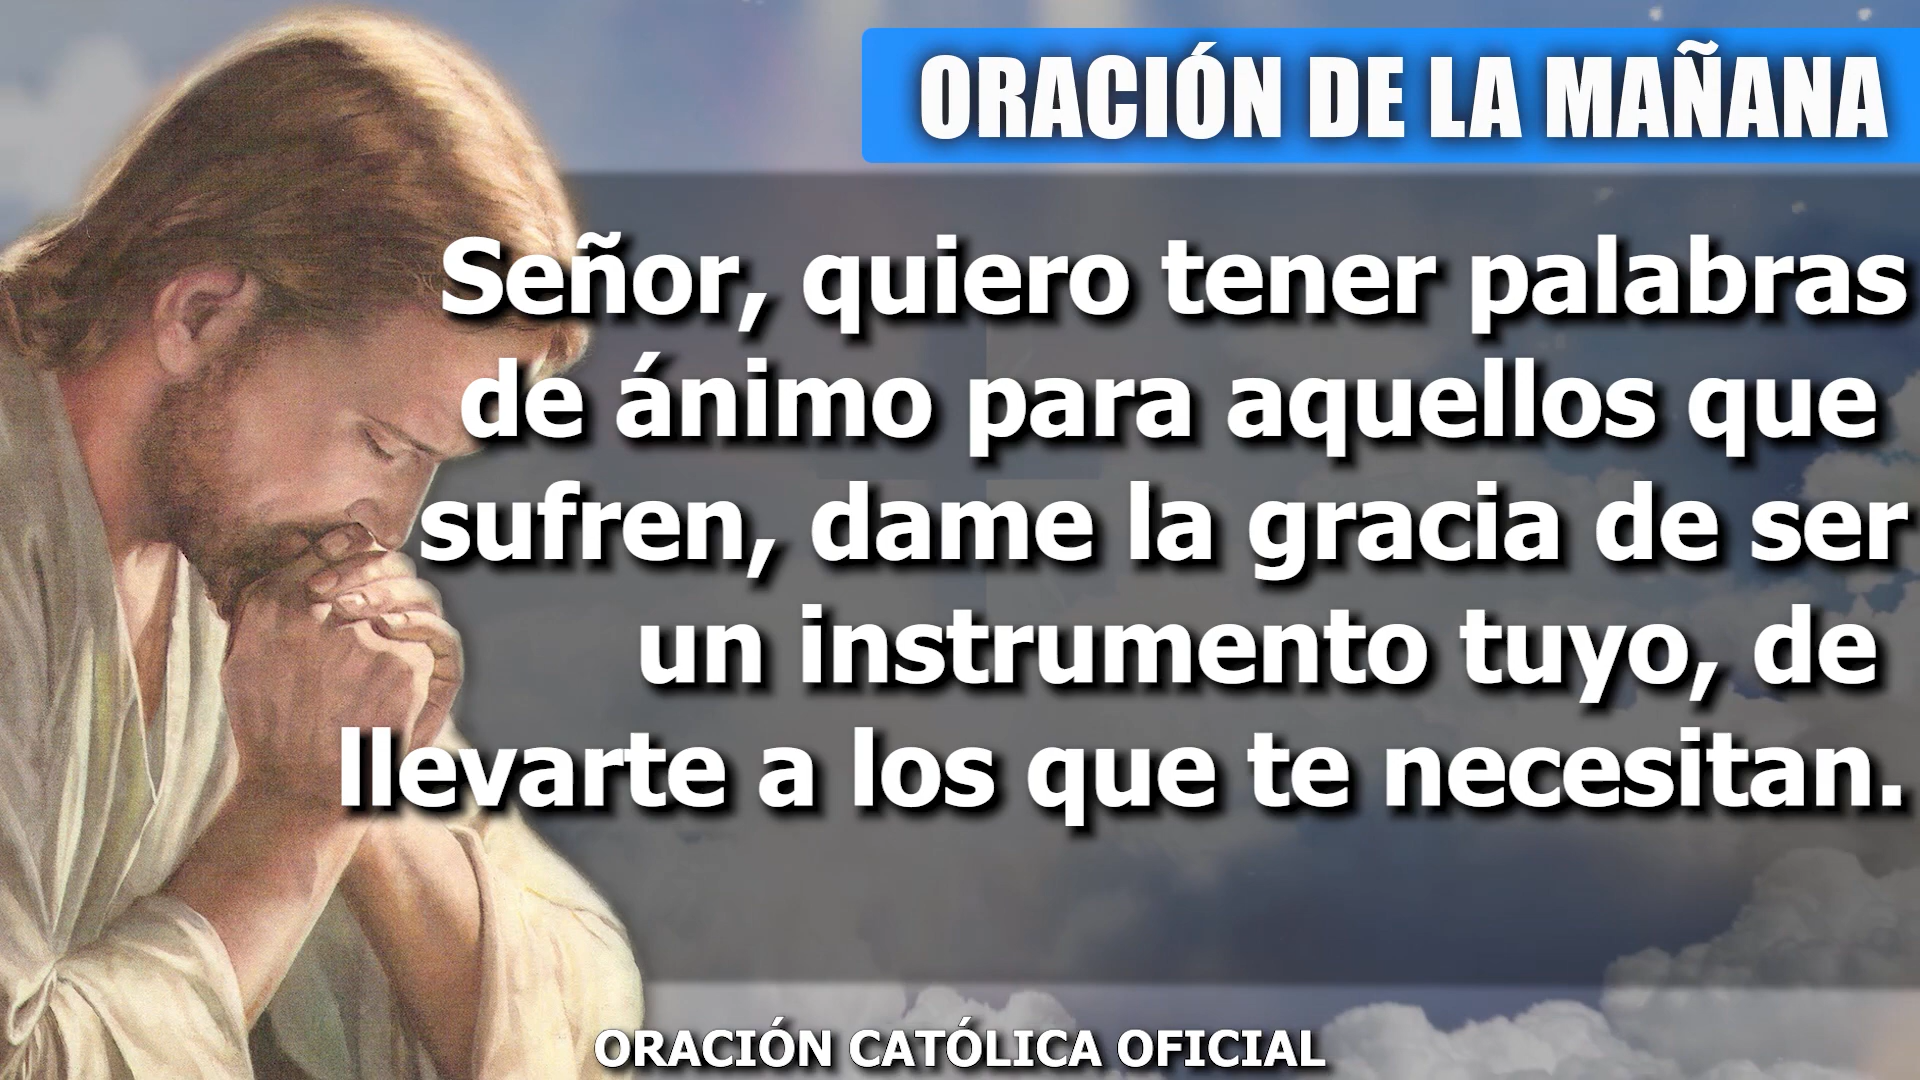 ORACIÓN DE LA MAÑANA
Señor, quiero tener palabras
de ánimo para aquellos que
sufren, dame la gracia de ser
un instrumento tuyo, de
llevarte a los que te necesitan.
ORACIÓN CATÓLICA OFICIAL